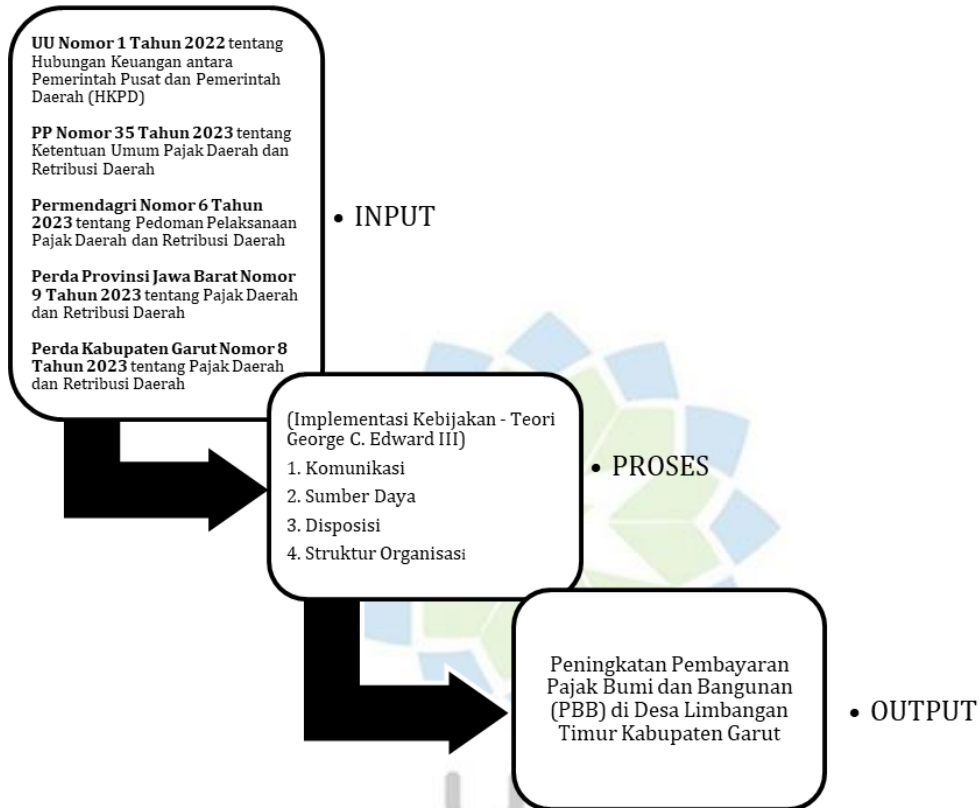 UU Nomor 1 Tahun 2022 tentang
Hubungan Keuangan antara
Pemerintah Pusat dan Pemerintah
Daerah (HKPD)
PP Nomor 35 Tahun 2023 tentang
Ketentuan Umum Pajak Daerah dan
Retribusi Daerah
Permendagri Nomor 6 Tahun
2023 tentang Pedoman Pelaksanaan
Pajak Daerah dan Retribusi Daerah
Perda Provinsi Jawa Barat Nomor
9 Tahun 2023 tentang Pajak Daerah
dan Retribusi Daerah
Perda Kabupaten Garut Nomor 8
Tahun 2023 tentang Pajak Daerah
dan Retribusi Daerah
• INPUT
(Implementasi Kebijakan - Teori
George C. Edward III)
1. Komunikasi
2. Sumber Daya
3. Disposisi
4. Struktur Organisasi
• PROSES
Peningkatan Pembayaran
Pajak Bumi dan Bangunan
(PBB) di Desa Limbangan
Timur Kabupaten Garut
• OUTPUT